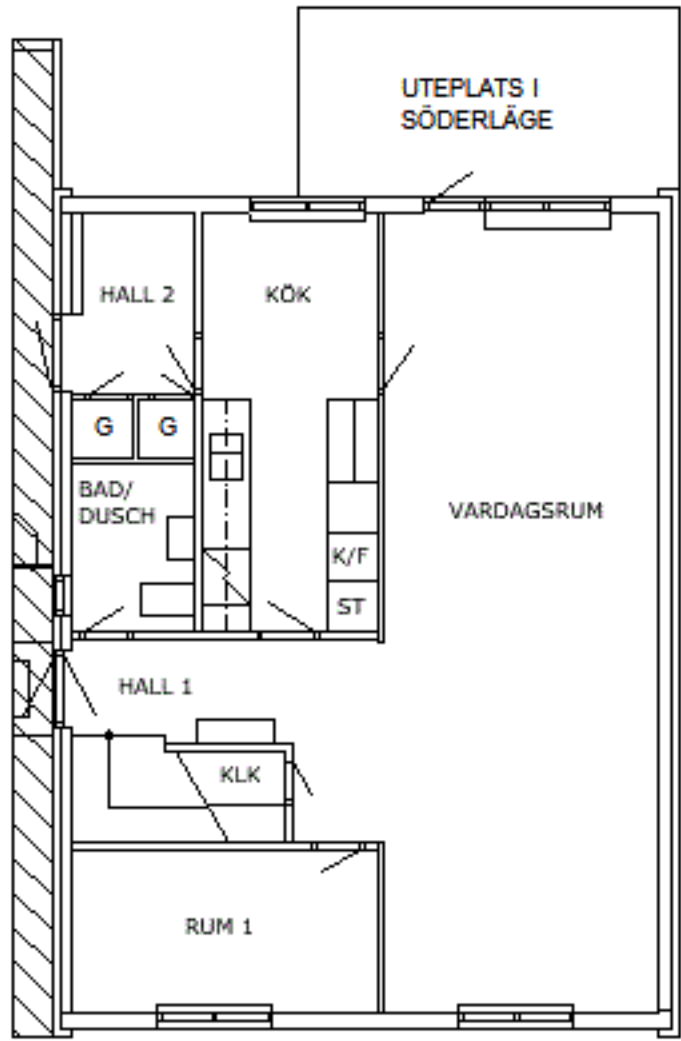 UTEPLATS I
SÖDERLÄGE
HALL 2
KÖK
G
G
BAD/
DUSCH
VARDAGSRUM
K/F
ST
HALL 1
KLK
RUM 1